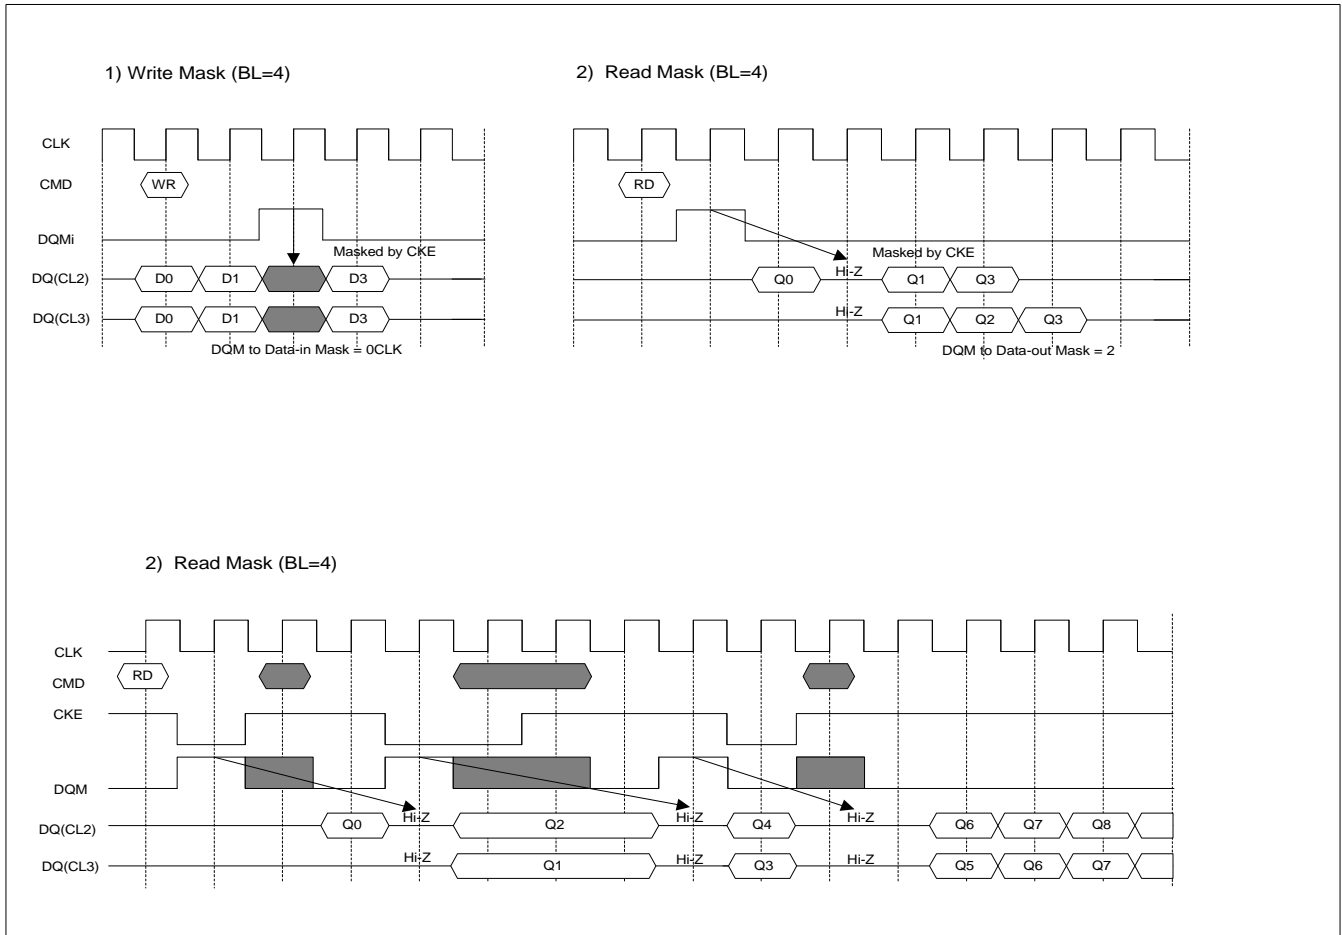 1) Write Mask (BL=4)
2) Read Mask (BL=4)
CLK
CMD WR
DQMi
Masked by CKE
DQ(CL2) D0 D1 D3
DQ(CL3) D0 D1 D3
DQM to Data-in Mask = 0CLK
RD
Masked by CKE
Hi-Z
Q0 Q1 Q3
Hi-Z
Q1 Q2 Q3
DQM to Data-out Mask = 2
2) Read Mask (BL=4)
CLK
RD
CMD
CKE
DQM
Hi-Z Hi-Z Hi-Z
DQ(CL2) Q0 Q2 Q4 Q6 Q7 Q8
DQ(CL3) Hi-Z Q1 Hi-Z Q3 Hi-Z Q5 Q6 Q7